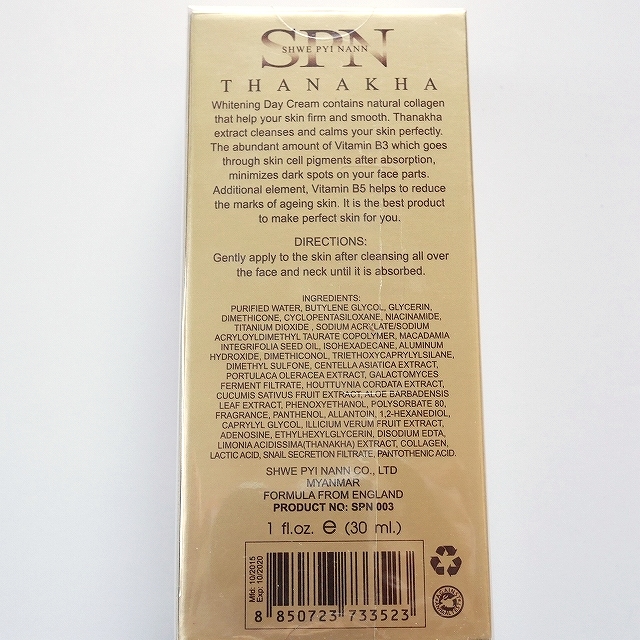 SPN
SHWE PYI NANN
THANAKHA
Whitening Day Cream contains natural collagen
that help your skin firm and smooth. Thanakha
extract cleanses and calms your skin perfectly.
The abundant amount of Vitamin B3 which goes
through skin cell pigments after absorption,
minimizes dark spots on your face parts.
Additional element, Vitamin B5 helps to reduce
the marks of ageing skin. It is the best product
to make perfect skin for you.
DIRECTIONS:
Gently apply to the skin after cleansing all over
the face and neck until it is absorbed.
INGREDIENTS:
PURIFIED WATER, BUTYLENE GLYCOL, GLYCERIN,
DIMETHICONE, CYCLOPENTASILOXANE, NIACINAMIDE,
TITANIUM DIOXIDE , SODIUM ACRYLATE/SODIUM
ACRYLOYLDIMETHYL TAURATE COPOLYMER, MACADAMIA
INTEGRIFOLIA SEED OIL, ISOHEXADECANE, ALUMINUM
HYDROXIDE, DIMETHICONOL, TRIETHOXYCAPRYLYLSILANE,
DIMETHYL SULFONE, CENTELLA ASIATICA EXTRACT,
PORTULACA OLERACEA EXTRACT, GALACTOMYCES
FERMENT FILTRATE, HOUTTUYNIA CORDATA EXTRACT,
CUCUMIS SATIVUS FRUIT EXTRACT, ALOE BARBADENSIS
LEAF EXTRACT, PHENOXYETHANOL, POLYSORBATE 80,
FRAGRANCE, PANTHENOL, ALLANTOIN, 1,2-HEXANEDIOL,
CAPRYLYL GLYCOL, ILLICIUM VERUM FRUIT EXTRACT,
ADENOSINE, ETHYLHEXYLGLYCERIN, DISODIUM EDTA,
LIMONIA ACIDISSIMA(THANAKHA) EXTRACT, COLLAGEN,
LACTIC ACID, SNAIL SECRETION FILTRATE, PANTOTHENIC ACID.
SHWE PYI NANN CO., LTD
MYANMAR
FORMULA FROM ENGLAND
PRODUCT NO: SPN 003
1 fl.oz. e (30 ml.)
Mfd: 10/2015
Exp: 10/2020
8 850723 733523